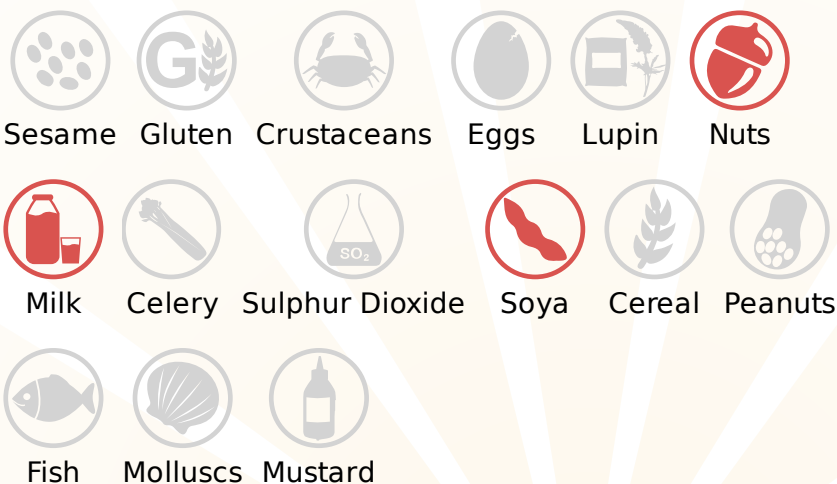 G
Sesame Gluten Crustaceans Eggs Lupin Nuts
SO₂
Milk Celery Sulphur Dioxide Soya Cereal Peanuts
Fish Molluscs Mustard